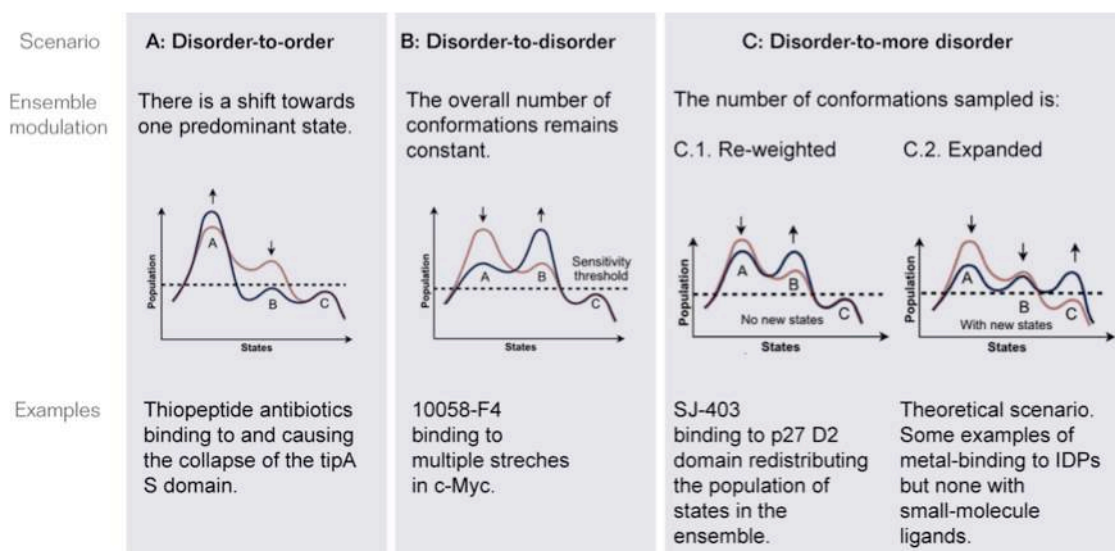 Scenario
A: Disorder-to-order
B: Disorder-to-disorder
C: Disorder-to-more disorder
Ensemble
modulation
There is a shift towards
one predominant state.
The overall number of
conformations remains
constant.
The number of conformations sampled is:
C.1. Re-weighted
C.2. Expanded
Population
A
B
C
States
Population
A
B
Sensitivity
threshold
C
States
Population
A
B
C
No new states
States
Population
A
B
C
With new states
States
Examples
Thiopeptide antibiotics
binding to and causing
the collapse of the tipA
S domain.
10058-F4
binding to
multiple streches
in c-Myc.
SJ-403
binding to p27 D2
domain redistributing
the population of
states in the
ensemble.
Theoretical scenario.
Some examples of
metal-binding to IDPs
but none with
small-molecule
ligands.